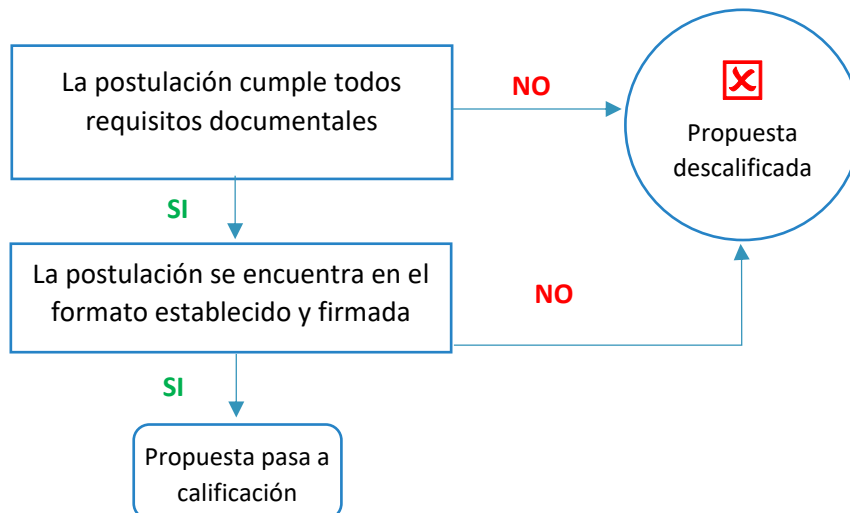 La postulación cumple todos
requisitos documentales
NO
Propuesta
descalificada
SI
La postulación se encuentra en el
formato establecido y firmada
NO
SI
Propuesta pasa a
calificación